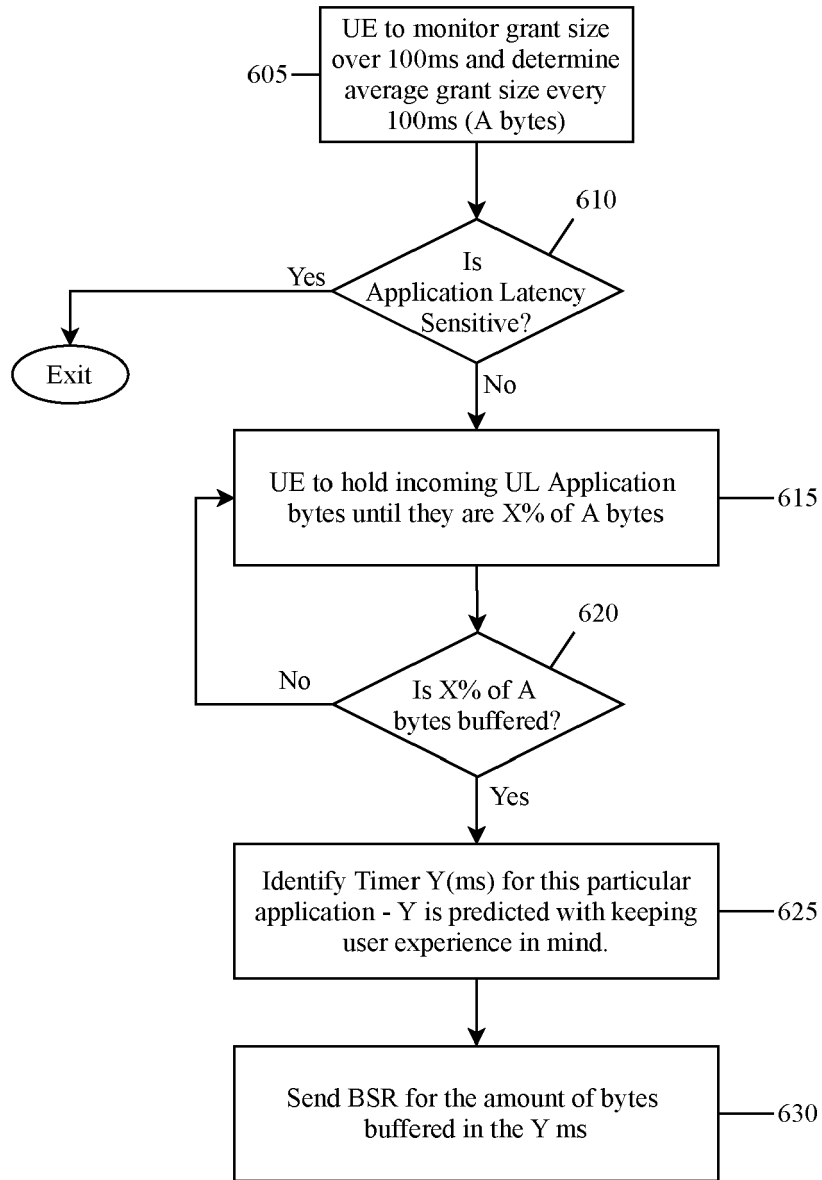 UE to monitor grant size
over 100ms and determine
average grant size every
100ms (A bytes)
605
610
Is
Application Latency
Sensitive?
Yes
Exit
No
UE to hold incoming UL Application
bytes until they are X% of A bytes
615
620
Is X% of A
bytes buffered?
No
Yes
Identify Timer Y(ms) for this particular
application - Y is predicted with keeping
user experience in mind.
625
Send BSR for the amount of bytes
buffered in the Y ms
630